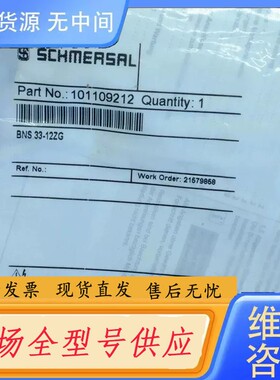 货源 无中间
SCHMERSAL
Part No.: 101109212 Quantity: 1
BNS 33-12ZG
Ref. No.:
Work Order: 21579858
发票 现货直发 售后无忧
场全型号供应
维
咨